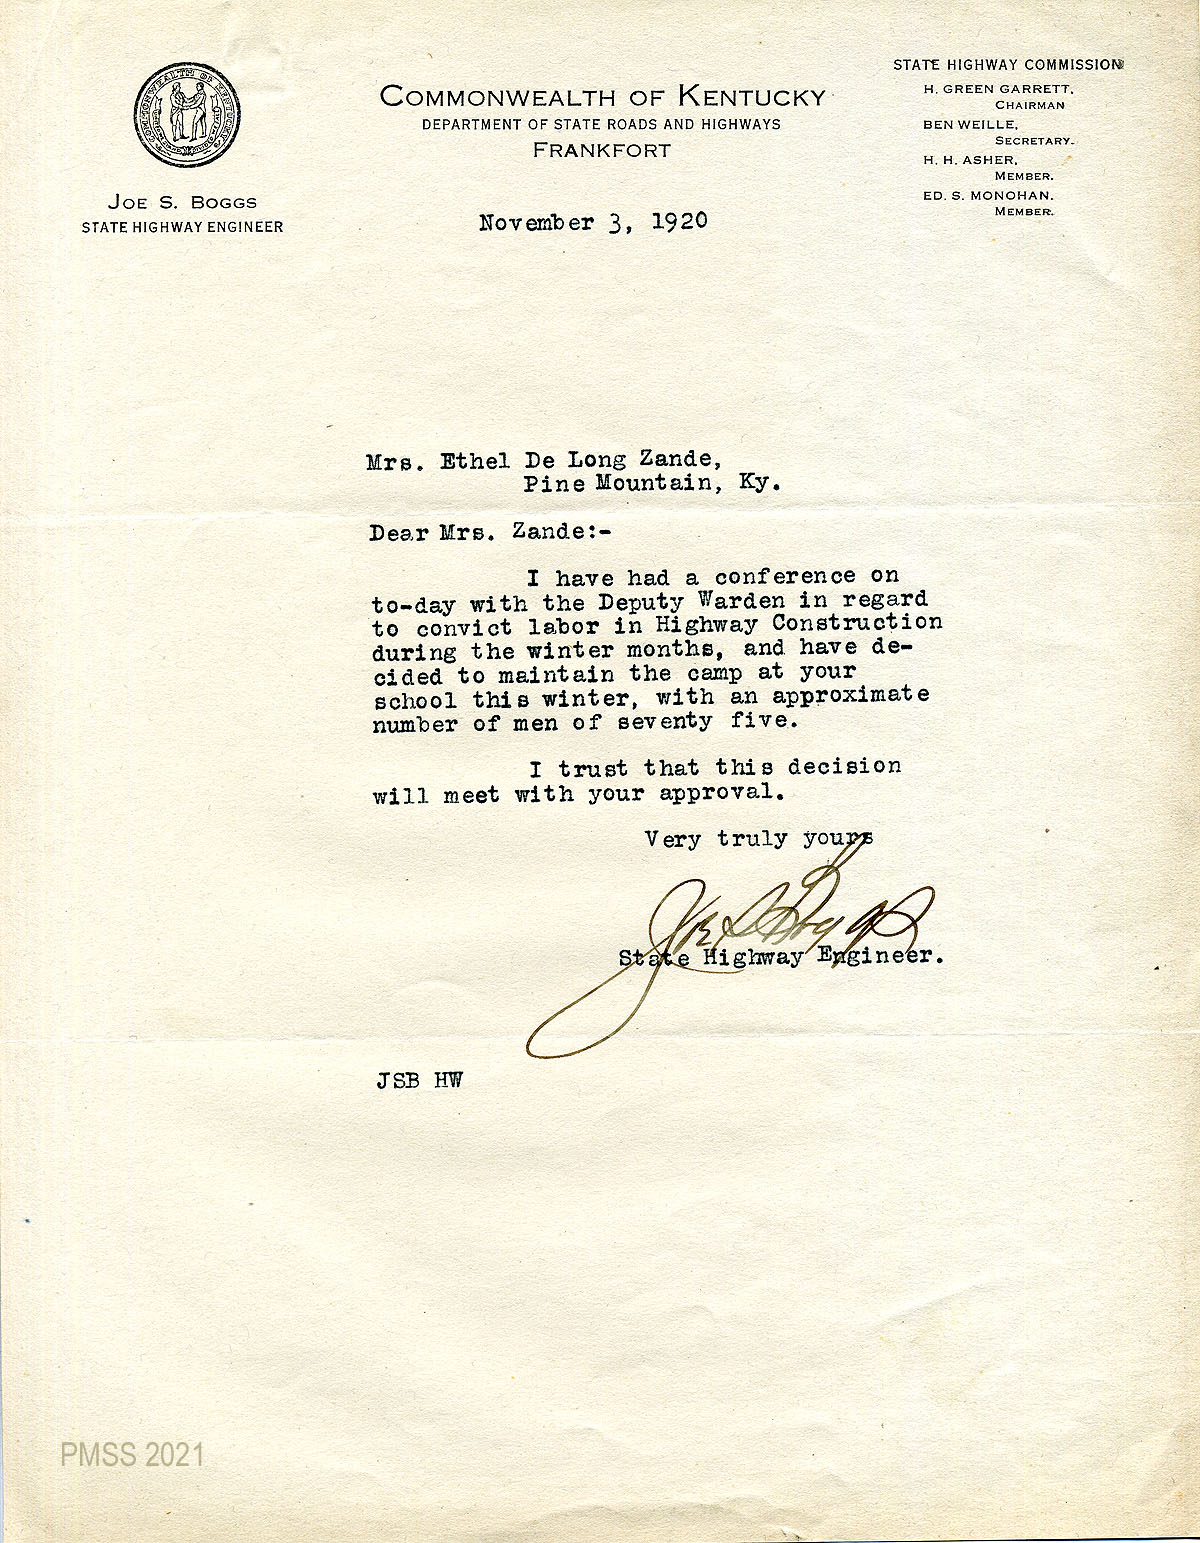 COMMONWEALTH OF KENTUCKY
DEPARTMENT OF STATE ROADS AND HIGHWAYS
FRANKFORT
JOE S. BOGGS
STATE HIGHWAY ENGINEER
STATE HIGHWAY COMMISSION
H. GREEN GARRETT,
CHAIRMAN
BEN WEILLE,
SECRETARY.
H. H. ASHER,
MEMBER.
ED. S. MONOHAN.
MEMBER.
November 3, 1920
Mrs. Ethel De Long Zande,
Pine Mountain, Ky.
Dear Mrs. Zande:-
I have had a conference on
to-day with the Deputy Warden in regard
to convict labor in Highway Construction
during the winter months, and have de-
cided to maintain the camp at your
school this winter, with an approximate
number of men of seventy five.
I trust that this decision
will meet with your approval.
Very truly yours
Joe S Boggs
State Highway Engineer.
JSB HW
PMSS 2021